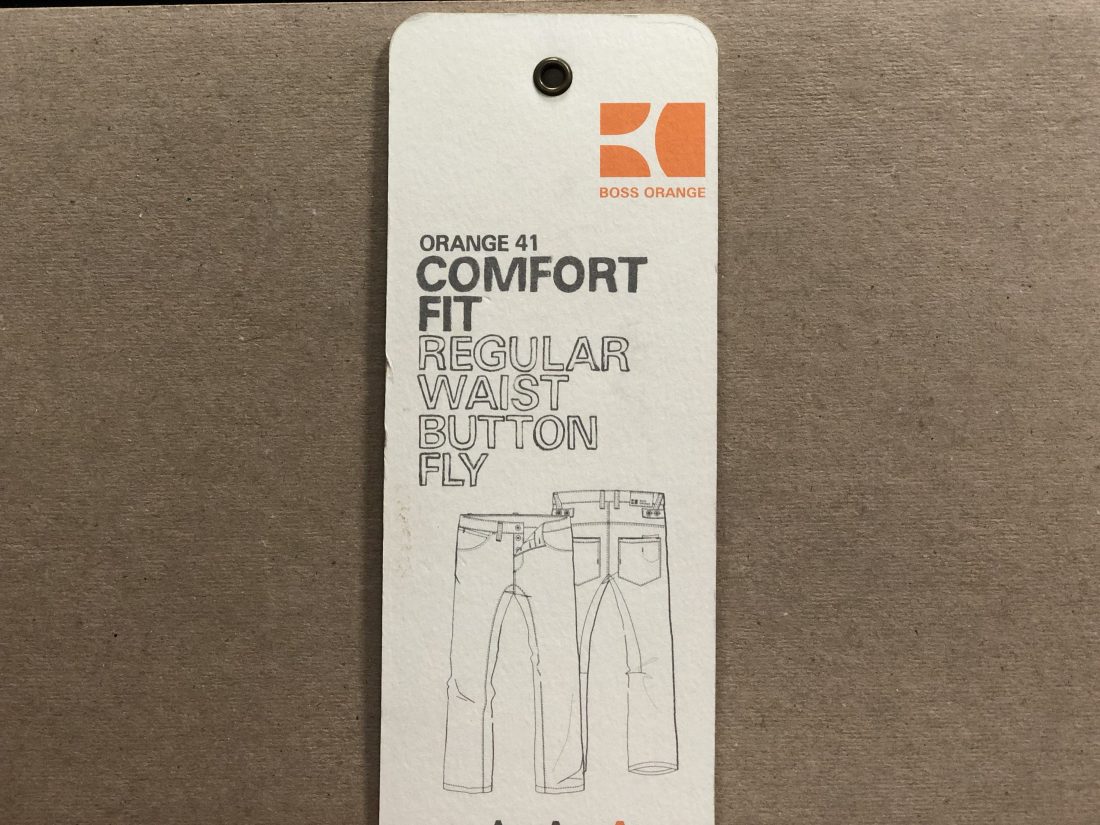 BOSS ORANGE
ORANGE 41
COMFORT
FIT
REGULAR
WAIST
BUTTON
FLY